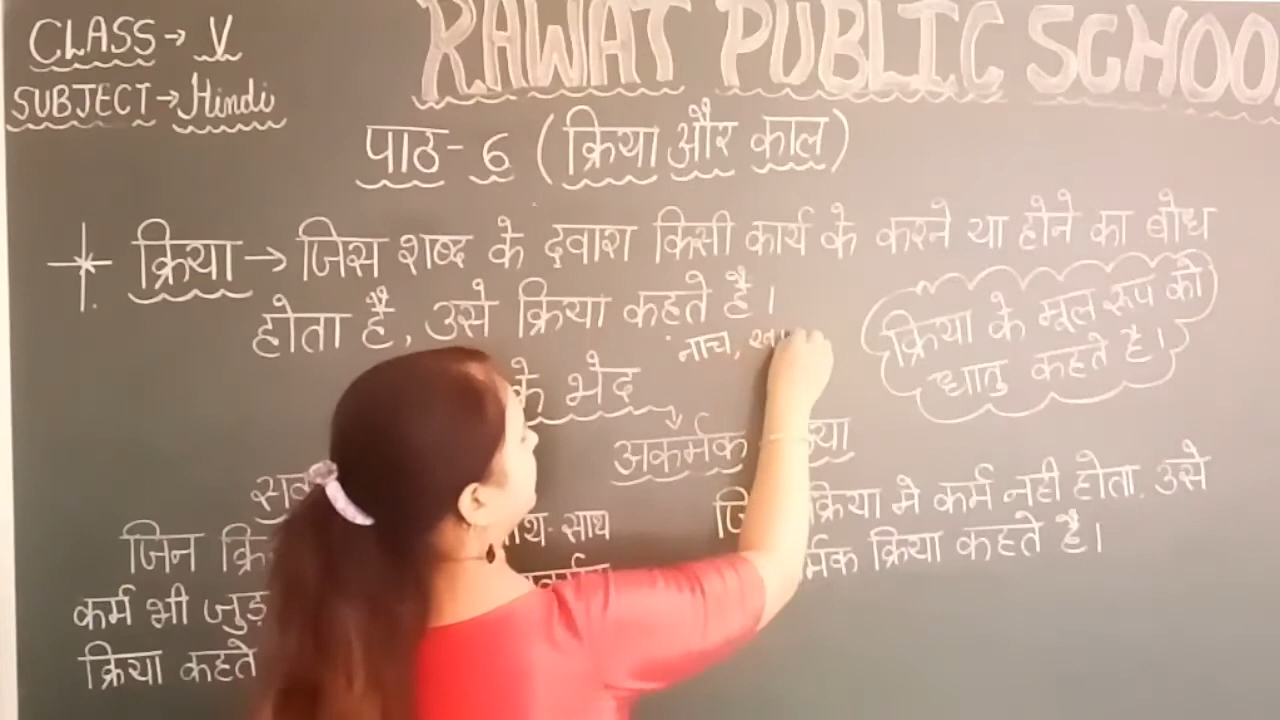 CLASS → V
RAWAT PUBLIC SCHOO
SUBJECT → Hindi
पाठ - 6 (क्रिया और काल)
क्रिया → जिस शब्द के दवारा किसी कार्य के करने या होने का बोध
होता है, उसे क्रिया कहते है।
नाच,
क्रिया के मूल रूप को
धातु कहते है।
के भेद
अकर्मक
जिन
साथ-साथ
कर्म भी जुड़
क्रिया कहते
क्रिया मे कर्म नही होता. उसे
क्रिया कहते है।